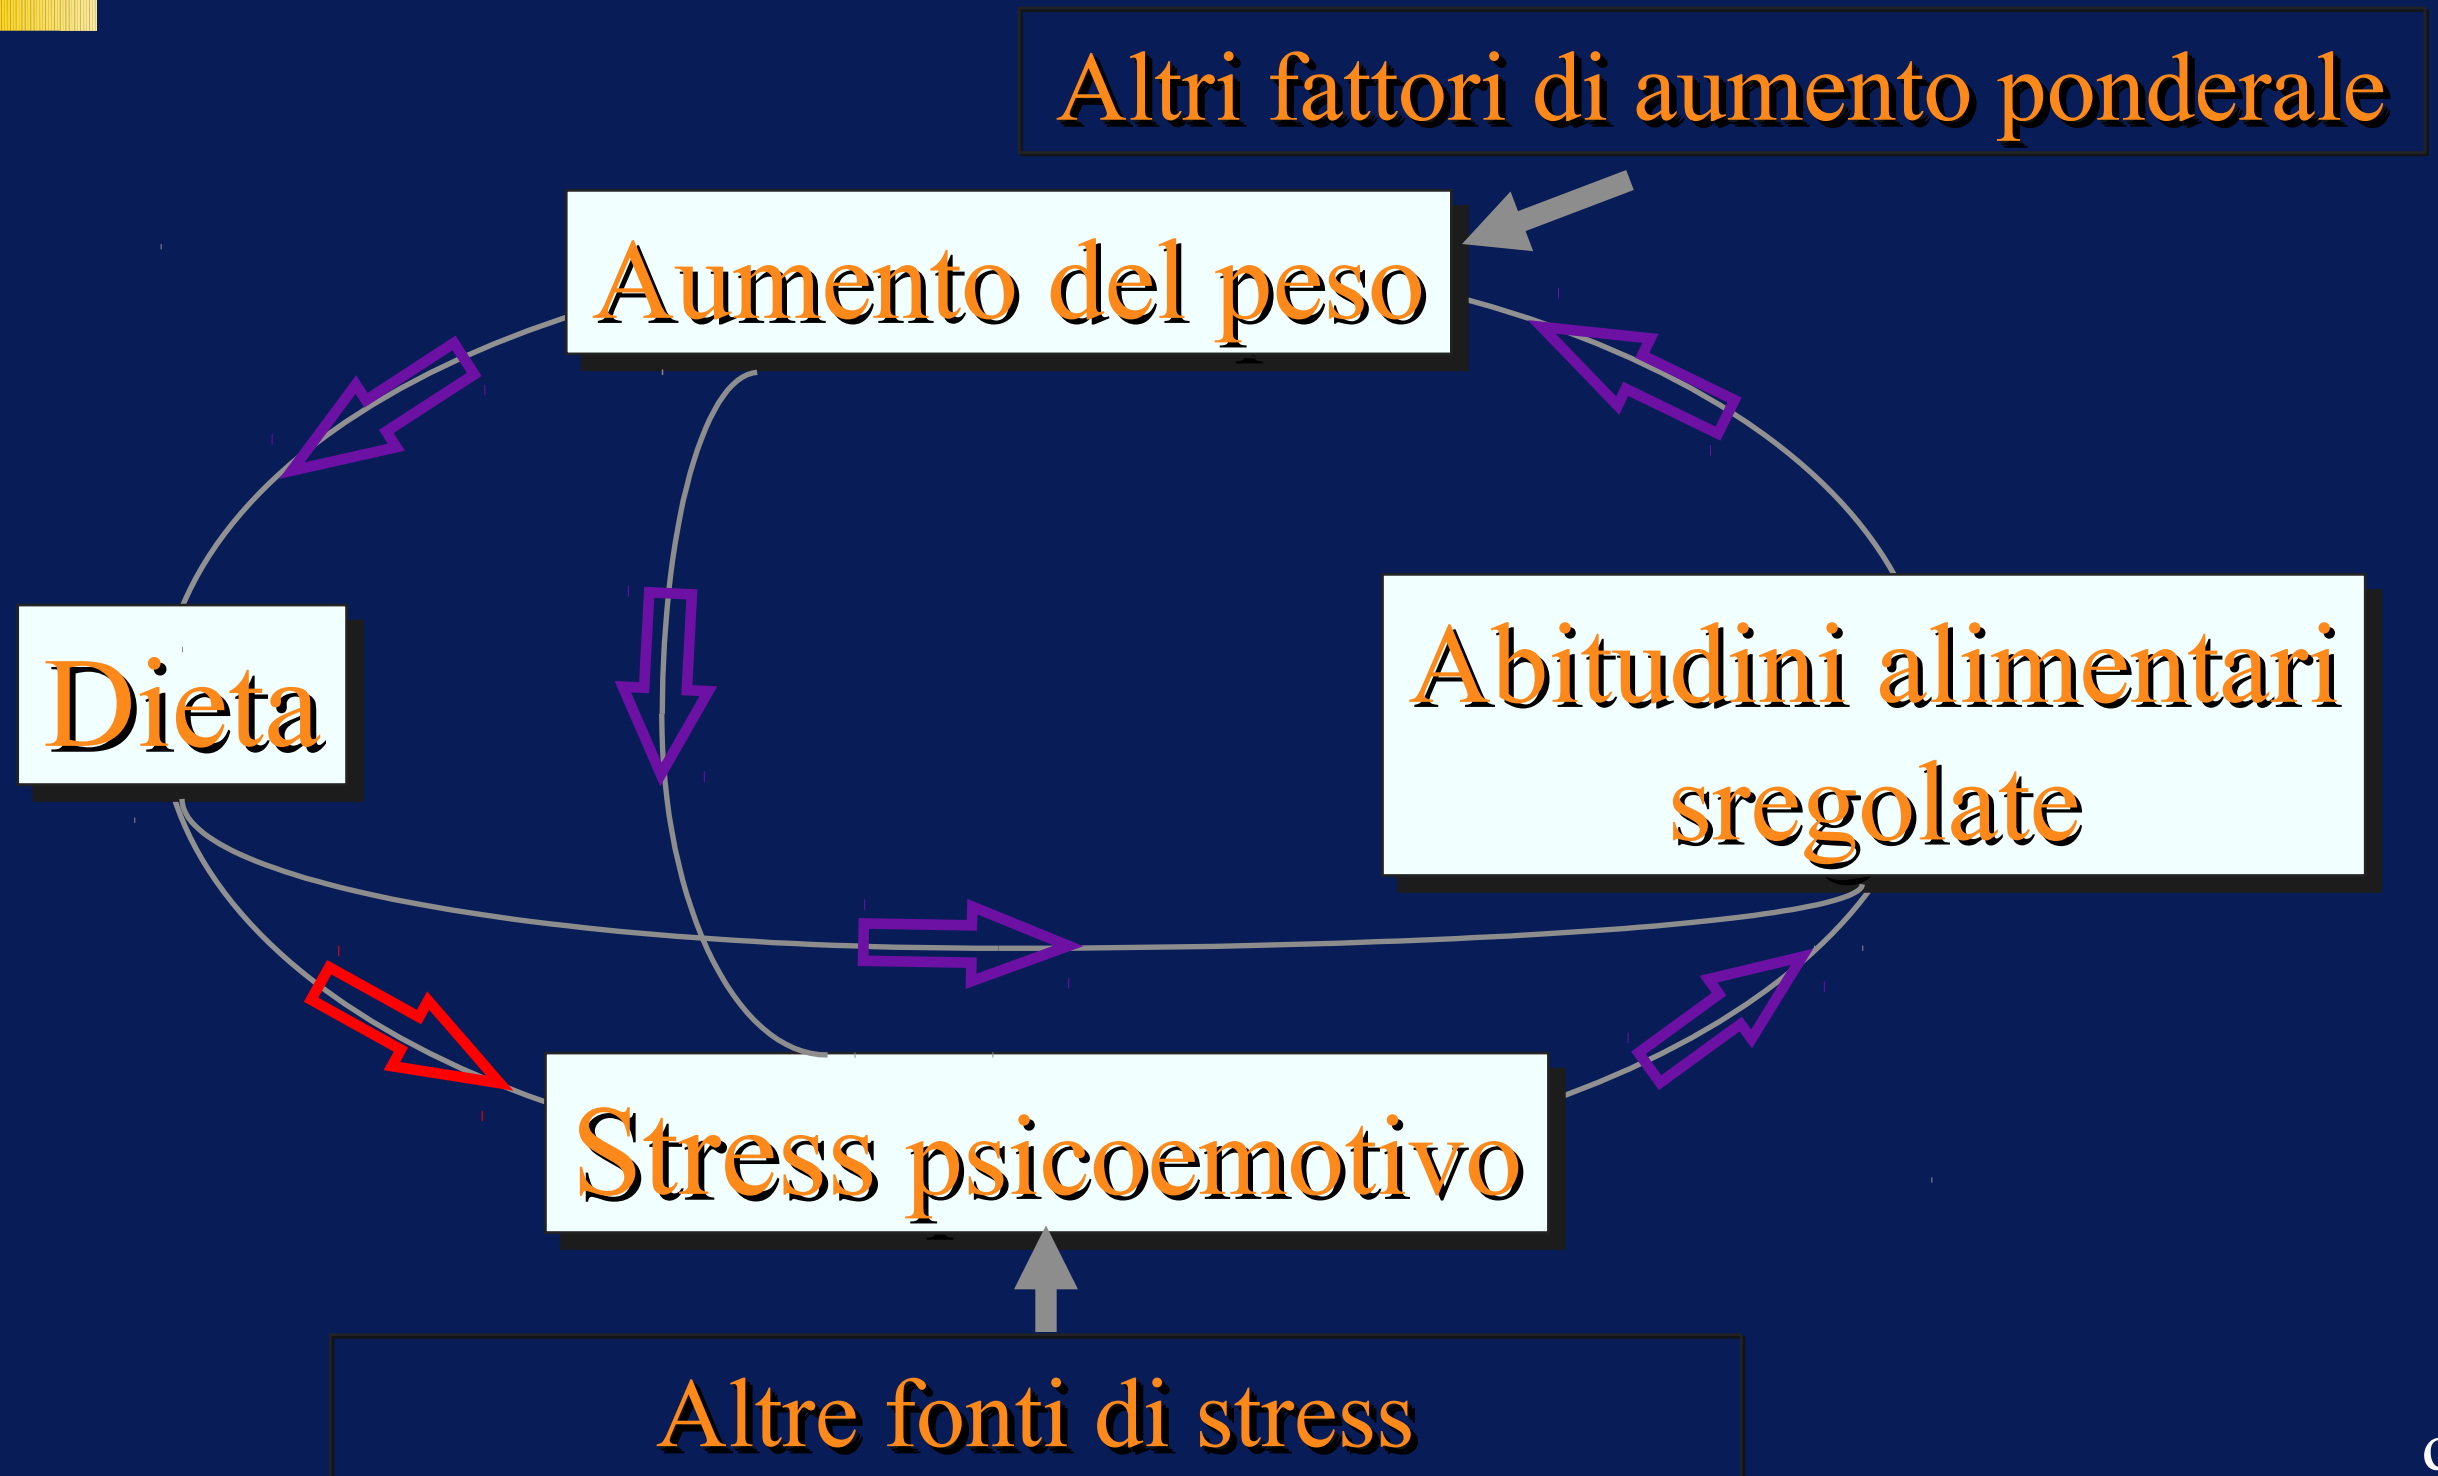 Altri fattori di aumento ponderale
Aumento del peso
Dieta
Abitudini alimentari
sregolate
Stress psicoemotivo
Altre fonti di stress